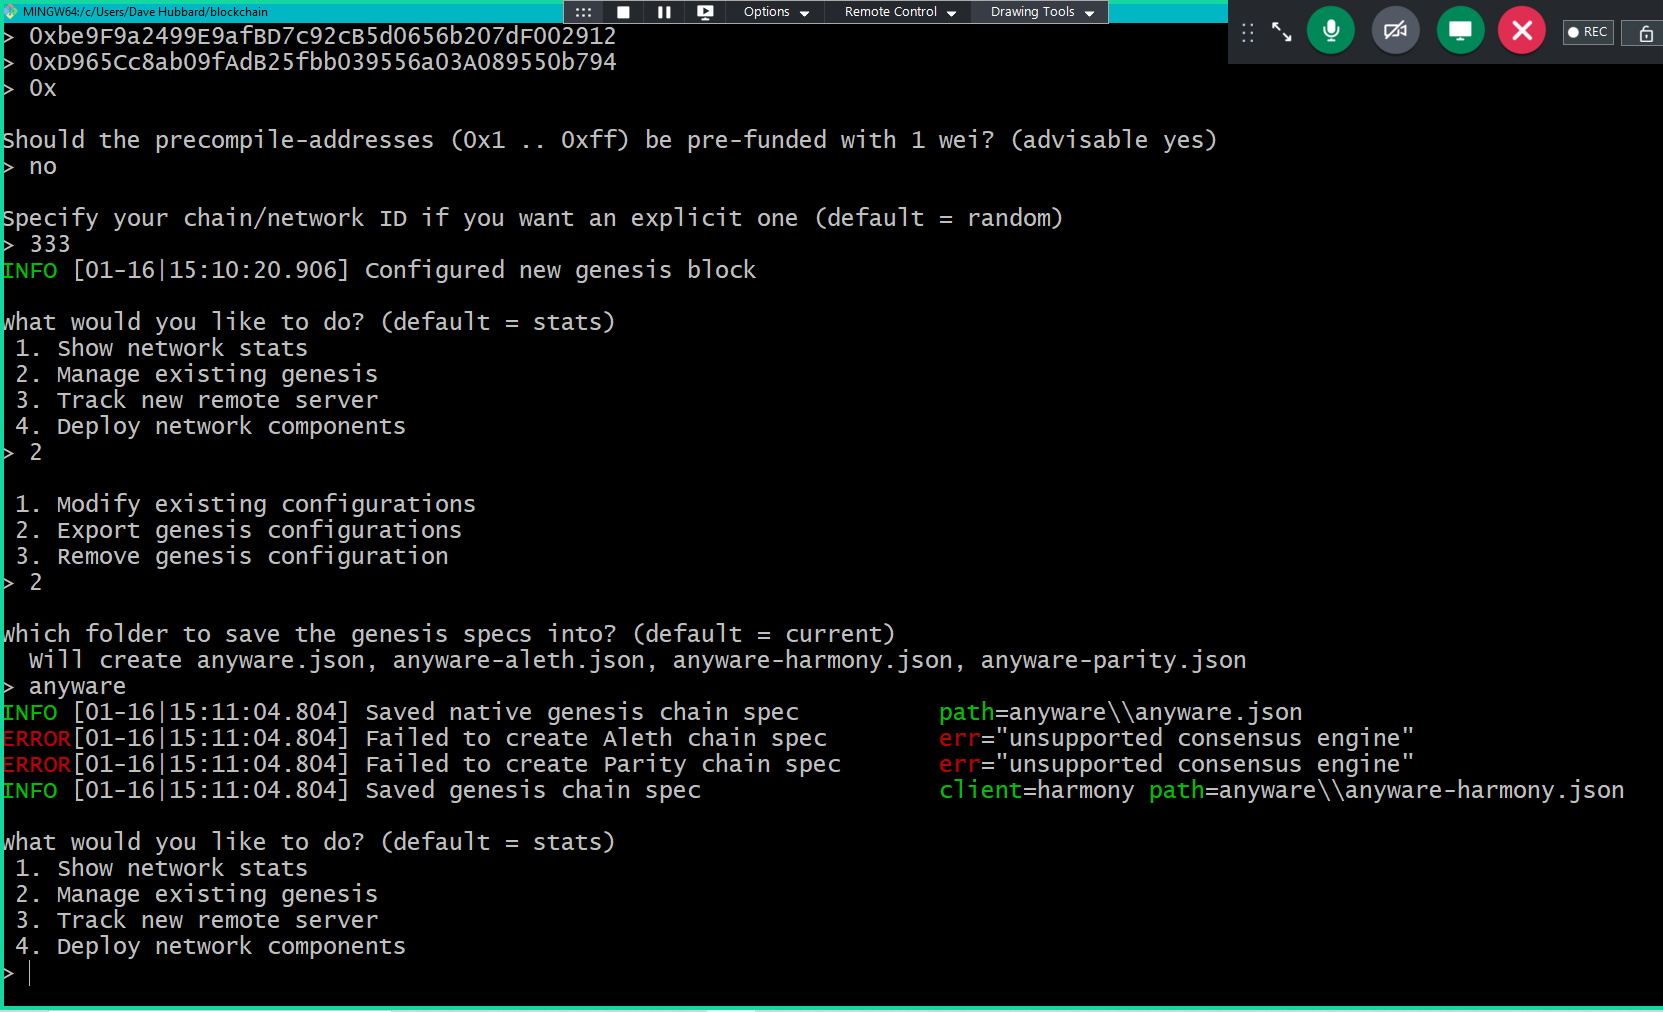 MINGW64:/c/Users/Dave Hubbard/blockchain
Options
Remote Control
Drawing Tools
REC
> 0xbe9F9a2499E9afBD7c92cB5d0656b207dF002912
> 0xD965Cc8ab09fAdB25fbb039556a03A089550b794
> 0x
Should the precompile-addresses (0x1 .. 0xff) be pre-funded with 1 wei? (advisable yes)
> no
Specify your chain/network ID if you want an explicit one (default = random)
> 333
INFO [01-16|15:10:20.906] Configured new genesis block
What would you like to do? (default = stats)
1. Show network stats
2. Manage existing genesis
3. Track new remote server
4. Deploy network components
> 2
1. Modify existing configurations
2. Export genesis configurations
3. Remove genesis configuration
> 2
Which folder to save the genesis specs into? (default = current)
Will create anyware.json, anyware-aleth.json, anyware-harmony.json, anyware-parity.json
> anyware
INFO [01-16|15:11:04.804] Saved native genesis chain spec path=anyware\\anyware.json
ERROR[01-16|15:11:04.804] Failed to create Aleth chain spec err="unsupported consensus engine"
ERROR[01-16|15:11:04.804] Failed to create Parity chain spec err="unsupported consensus engine"
INFO [01-16|15:11:04.804] Saved genesis chain spec client=harmony path=anyware\\anyware-harmony.json
What would you like to do? (default = stats)
1. Show network stats
2. Manage existing genesis
3. Track new remote server
4. Deploy network components
>